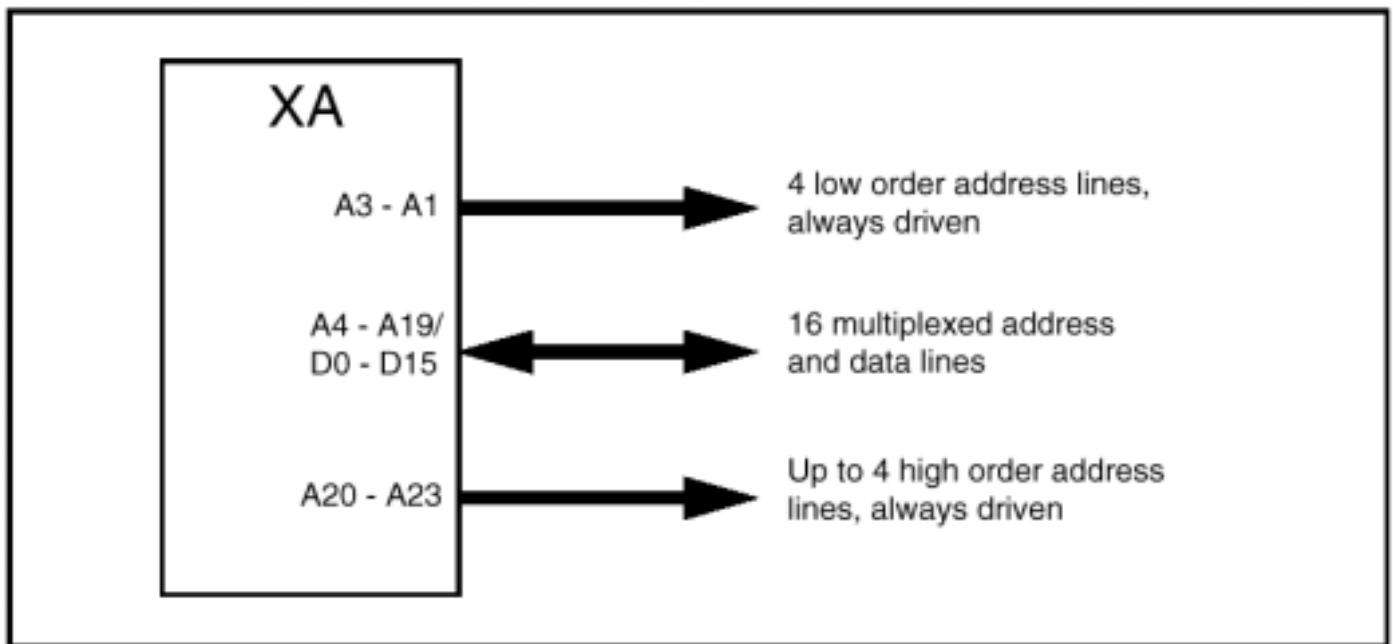 XA
A3 - A1
4 low order address lines,
always driven
A4 - A19/
D0 - D15
16 multiplexed address
and data lines
A20 - A23
Up to 4 high order address
lines, always driven